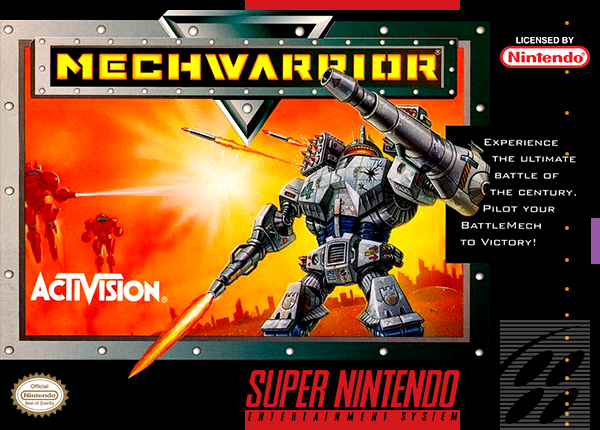 MECHWARRIOR®
LICENSED BY
Nintendo®
EXPERIENCE
THE ULTIMATE
BATTLE OF
THE CENTURY.
PILOT YOUR
BATTLEMECH
TO VICTORY!
ACTIVISION®
Official
Nintendo
Seal of Quality
SUPER NINTENDO
ENTERTAINMENT SYSTEM